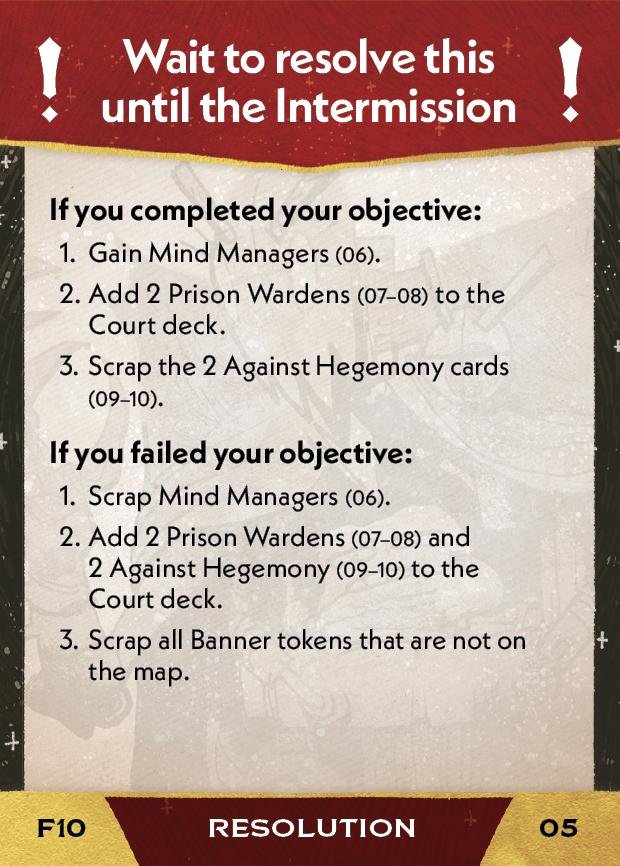 ! Wait to resolve this !
until the Intermission
If you completed your objective:
1. Gain Mind Managers (06).
2. Add 2 Prison Wardens (07–08) to the
Court deck.
3. Scrap the 2 Against Hegemony cards
(09–10).
If you failed your objective:
1. Scrap Mind Managers (06).
2. Add 2 Prison Wardens (07–08) and
2 Against Hegemony (09–10) to the
Court deck.
3. Scrap all Banner tokens that are not on
the map.
F10 RESOLUTION 05